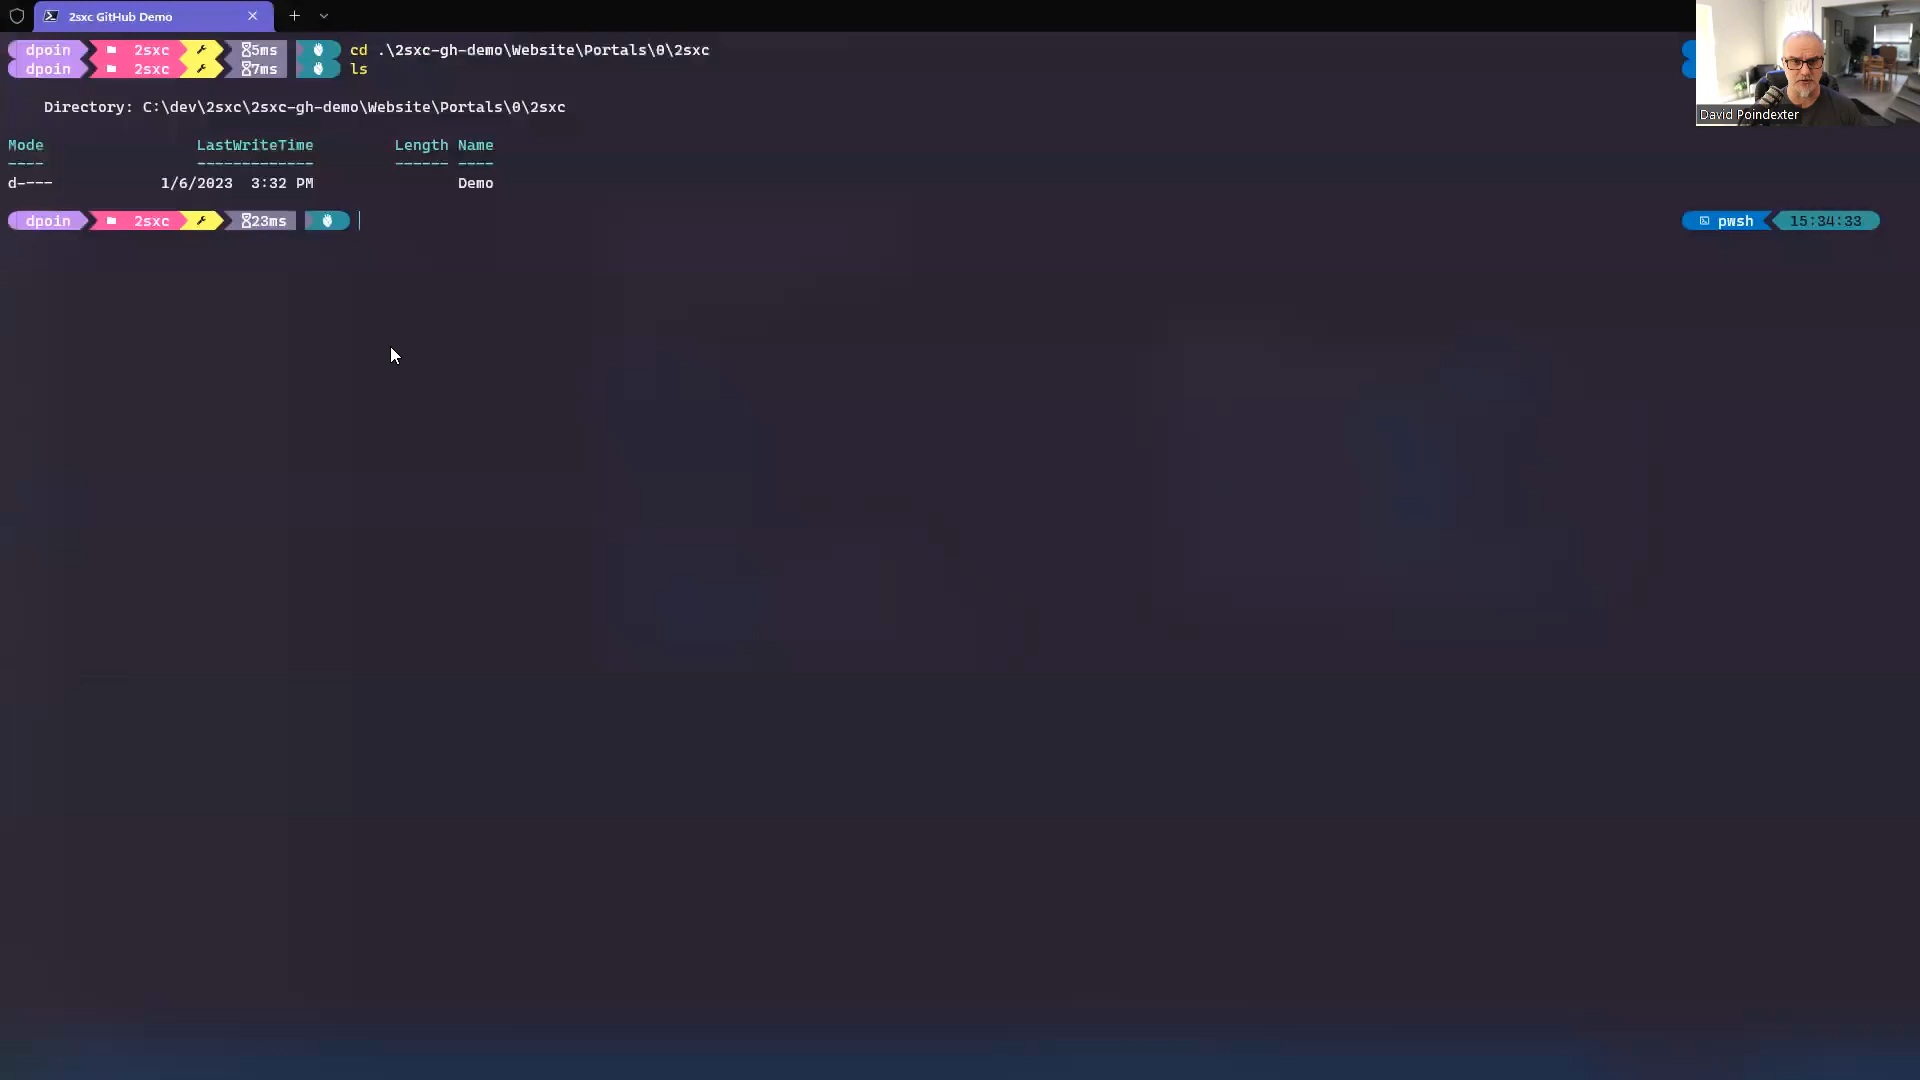 2sxc GitHub Demo
dpoin 2sxc 5ms cd .\2sxc-gh-demo\Website\Portals\0\2sxc
dpoin 2sxc 7ms ls
David Poindexter
Directory: C:\dev\2sxc\2sxc-gh-demo\Website\Portals\0\2sxc
Mode LastWriteTime Length Name
---- ------------- ------ ----
d---- 1/6/2023 3:32 PM Demo
dpoin 2sxc 23ms pwsh 15:34:33